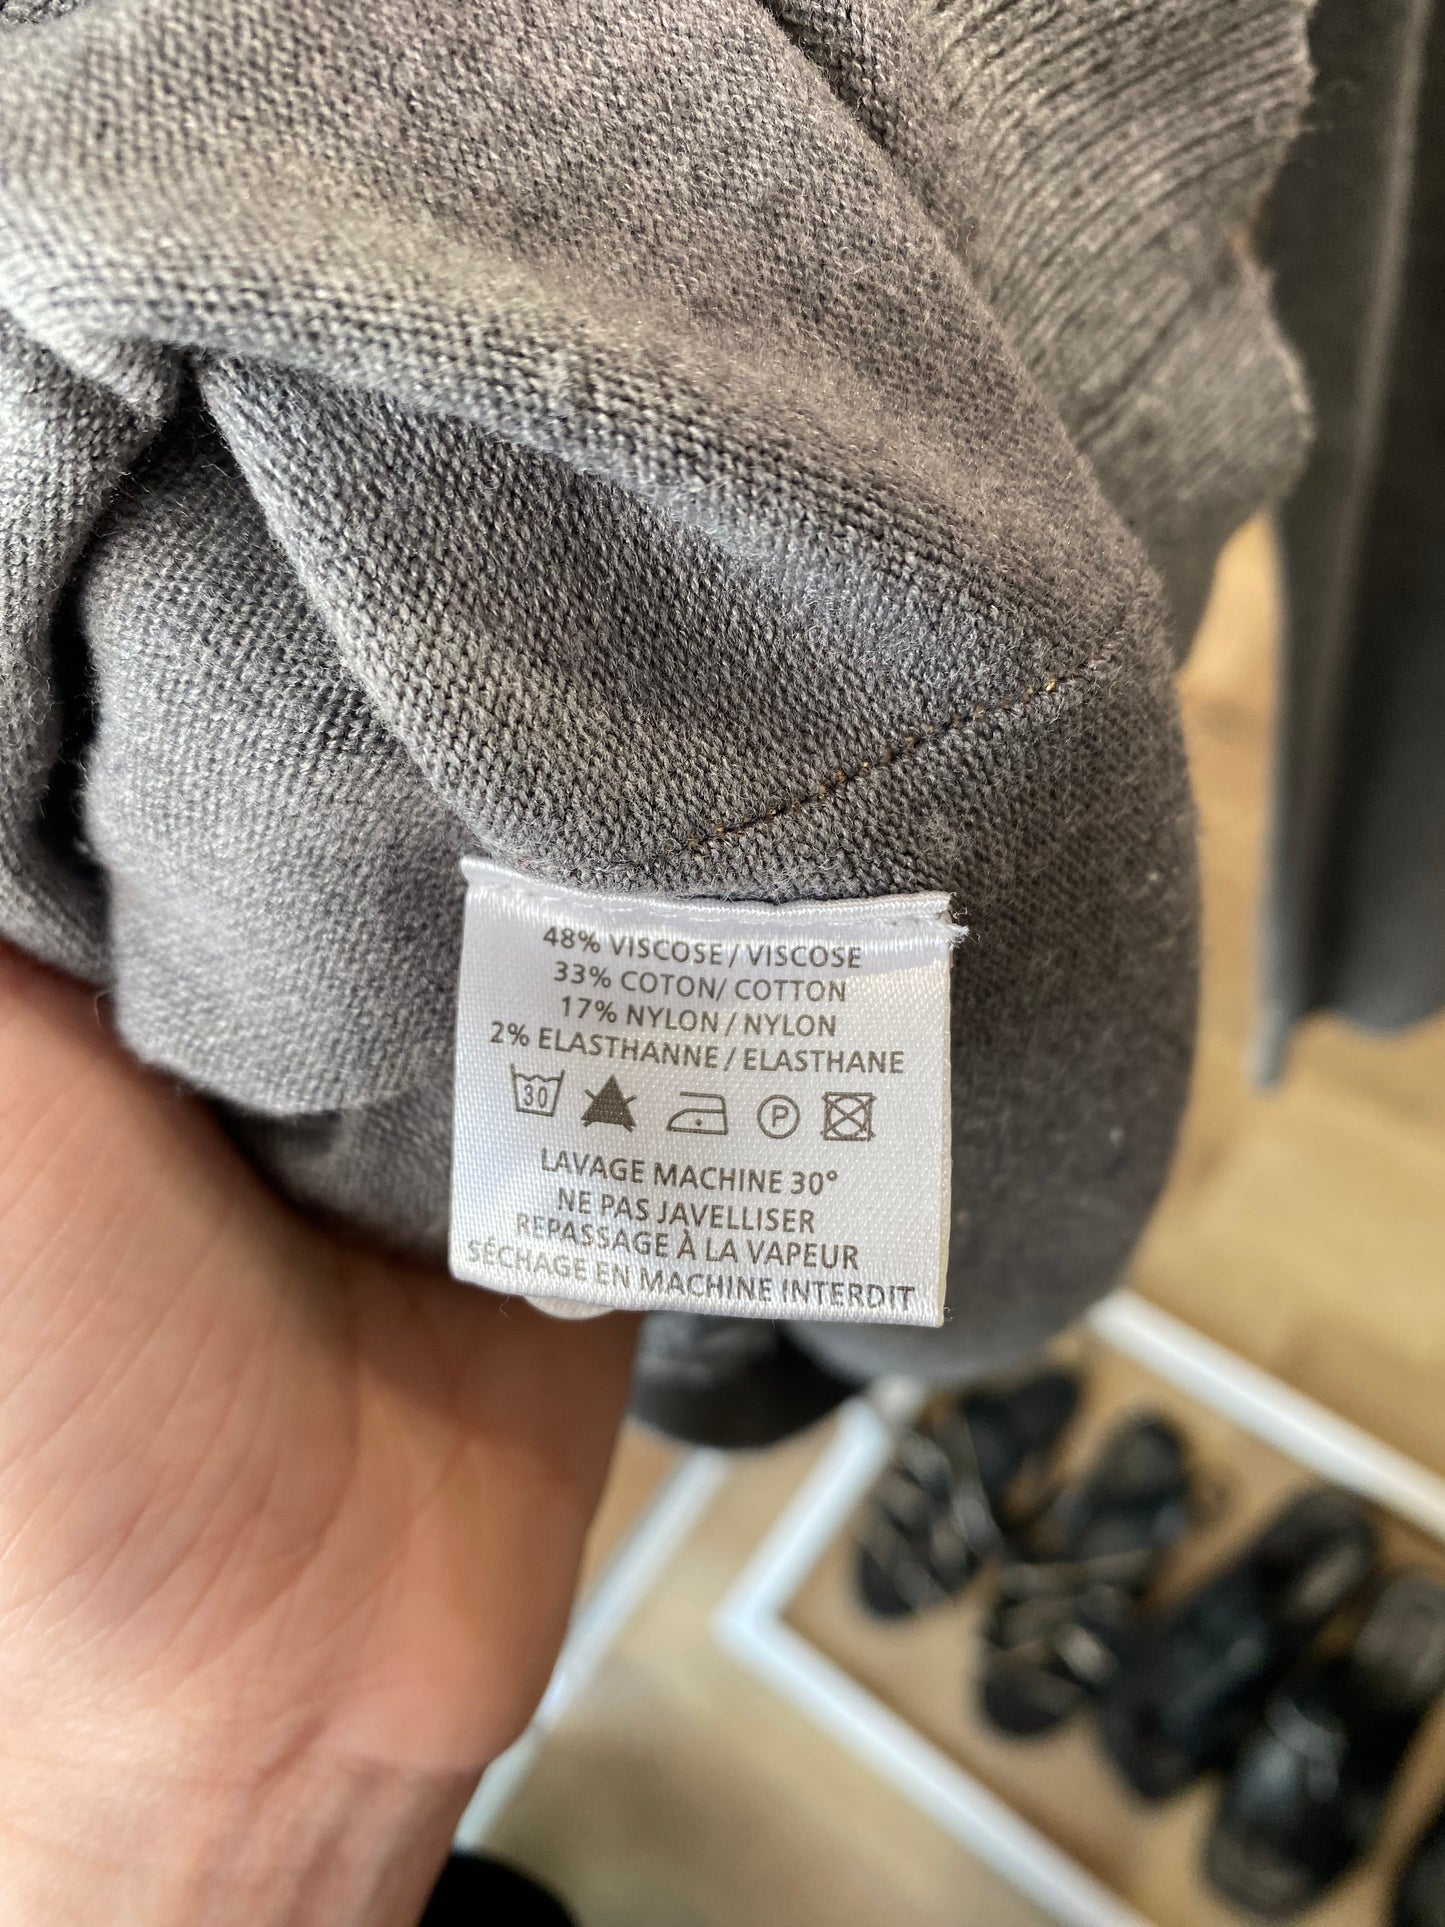 48% VISCOSE / VISCOSE
33% COTON/ COTTON
17% NYLON / NYLON
2% ELASTHANNE / ELASTHANE
30 P
LAVAGE MACHINE 30°
NE PAS JAVELLISER
REPASSAGE À LA VAPEUR
SÉCHAGE EN MACHINE INTERDIT